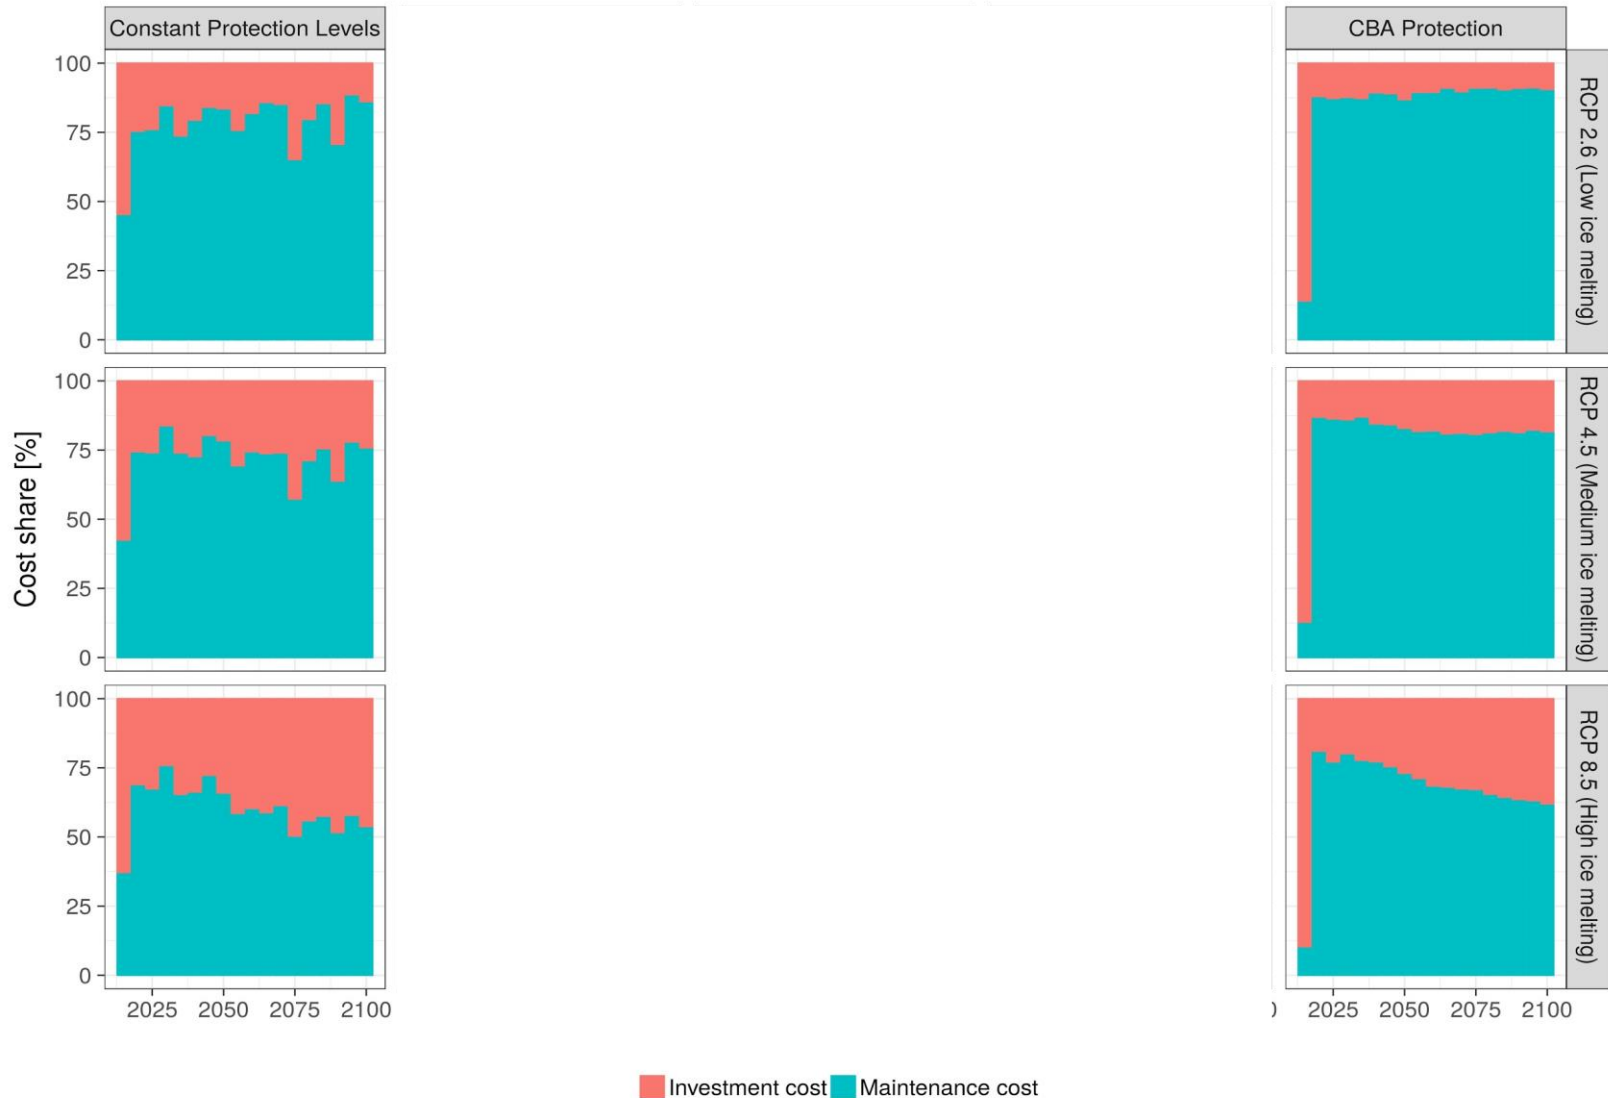 Constant Protection Levels
CBA Protection
Cost share [%]
100
75
50
25
0
RCP 2.6 (Low ice melting)
100
75
50
25
0
RCP 4.5 (Medium ice melting)
100
75
50
25
0
RCP 8.5 (High ice melting)
2025 2050 2075 2100
2025 2050 2075 2100
Investment cost Maintenance cost